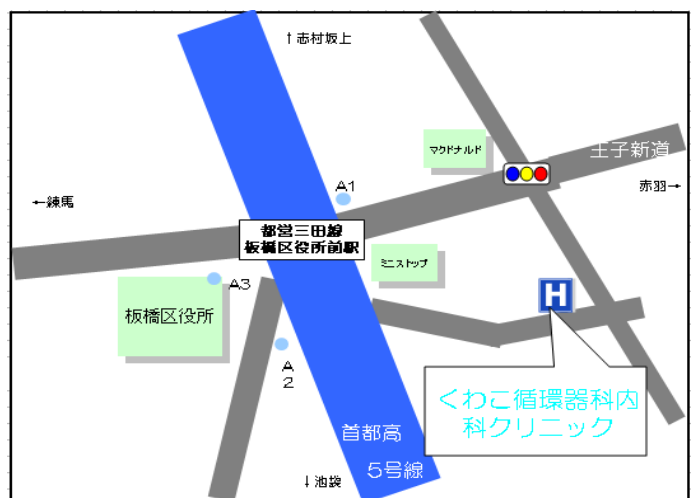 ↑志村坂上
マクドナルド
王子新道
A1
赤羽→
←練馬
都営三田線
板橋区役所前駅
ミニストップ
A3
板橋区役所
H
A
2
くわこ循環器科内
科クリニック
首都高
5号線
↓池袋